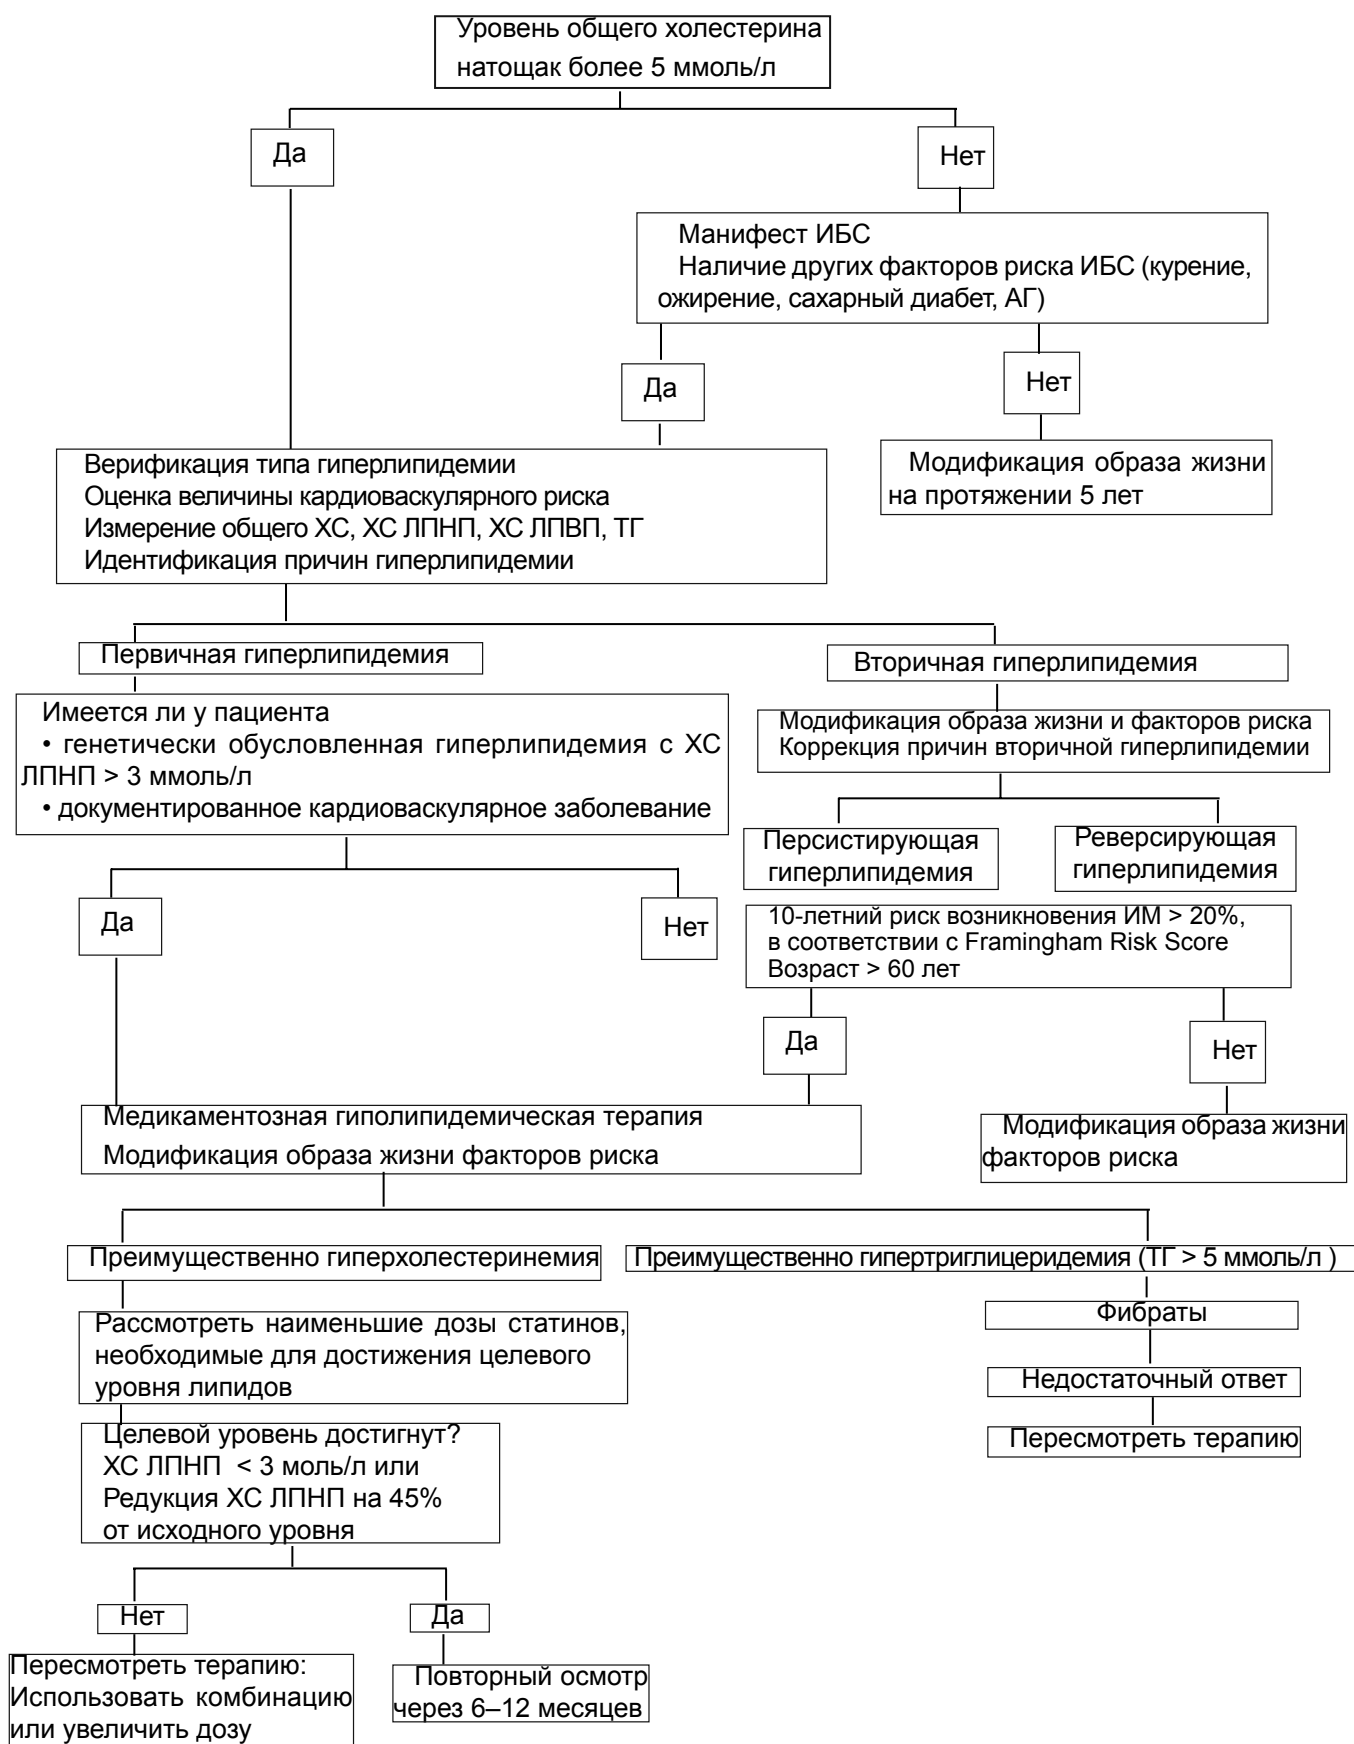 Уровень общего холестерина
натощак более 5 ммоль/л
Да
Нет
Манифест ИБС
Наличие других факторов риска ИБС (курение,
ожирение, сахарный диабет, АГ)
Да
Нет
Верификация типа гиперлипидемии
Оценка величины кардиоваскулярного риска
Измерение общего ХС, ХС ЛПНП, ХС ЛПВП, ТГ
Идентификация причин гиперлипидемии
Модификация образа жизни
на протяжении 5 лет
Первичная гиперлипидемия
Вторичная гиперлипидемия
Имеется ли у пациента
• генетически обусловленная гиперлипидемия с ХС
ЛПНП > 3 ммоль/л
• документированное кардиоваскулярное заболевание
Модификация образа жизни и факторов риска
Коррекция причин вторичной гиперлипидемии
Персистирующая
гиперлипидемия
Реверсирующая
гиперлипидемия
Да
Нет
10-летний риск возникновения ИМ > 20%,
в соответствии с Framingham Risk Score
Возраст > 60 лет
Да
Нет
Медикаментозная гиполипидемическая терапия
Модификация образа жизни факторов риска
Модификация образа жизни
факторов риска
Преимущественно гиперхолестеринемия
Преимущественно гипертриглицеридемия (ТГ > 5 ммоль/л )
Рассмотреть наименьшие дозы статинов,
необходимые для достижения целевого
уровня липидов
Фибраты
Недостаточный ответ
Пересмотреть терапию
Целевой уровень достигнут?
ХС ЛПНП < 3 моль/л или
Редукция ХС ЛПНП на 45%
от исходного уровня
Нет
Да
Пересмотреть терапию:
Использовать комбинацию
или увеличить дозу
Повторный осмотр
через 6–12 месяцев